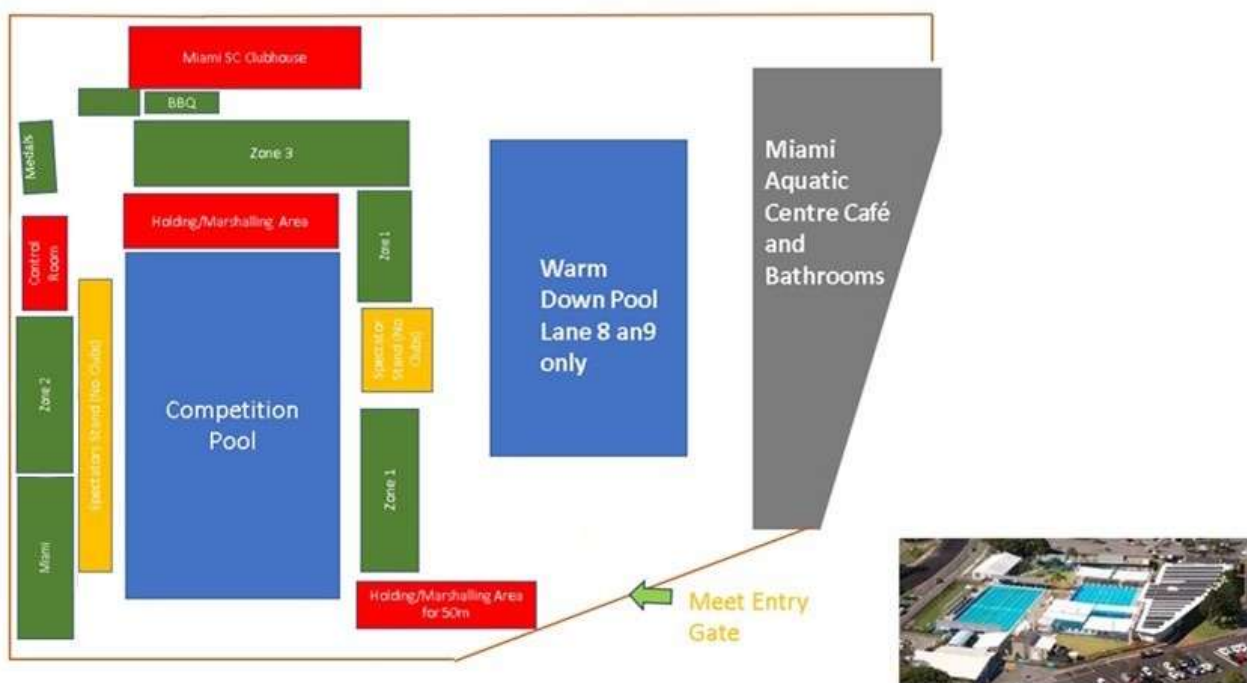 Miami SC Clubhouse
BBQ
Medals
Zone 3
Holding/Marshalling Area
Control
Room
Zone 1
Spectator
Stand (No
Clubs)
Zone 2
Spectators Stand (No Clubs)
Competition
Pool
Zone 1
Miami
Holding/Marshalling Area
for 50m
Warm
Down Pool
Lane 8 an9
only
Miami
Aquatic
Centre Café
and
Bathrooms
Meet Entry
Gate